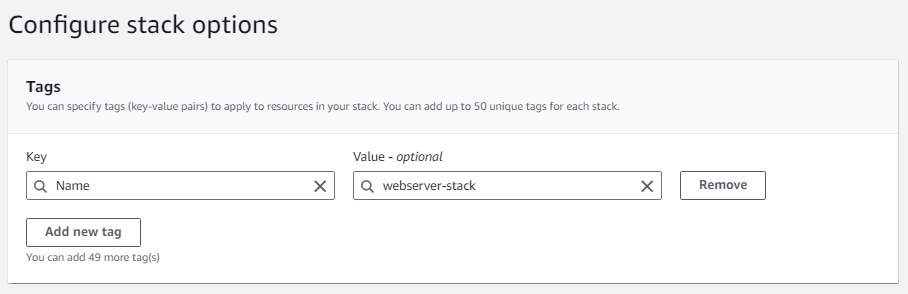 Configure stack options
Tags
You can specify tags (key-value pairs) to apply to resources in your stack. You can add up to 50 unique tags for each stack.
Key
Value - optional
Name
webserver-stack
Remove
Add new tag
You can add 49 more tag(s)